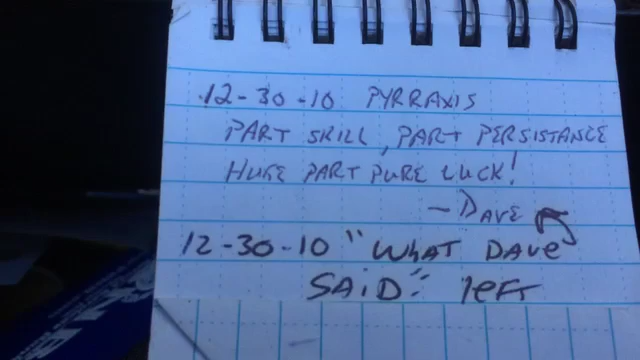 12-30-10 PYRRAXIS
PART SKILL, PART PERSISTANCE
HUGE PART PURE LUCK!
- DAVE
12-30-10 "WhAT DAVe
SAiD" leFT